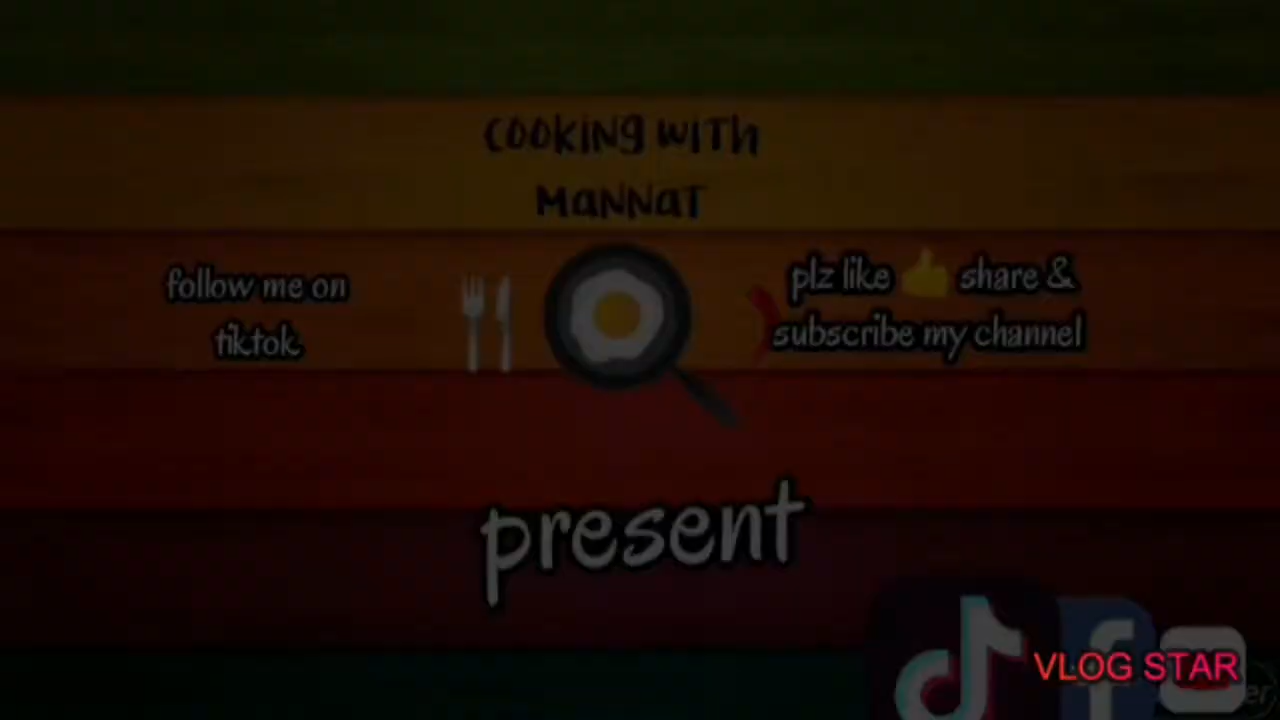 COOKING WITH
MANNAT
follow me on
tiktok
plz like 👍 share &
subscribe my channel
present
VLOG STAR